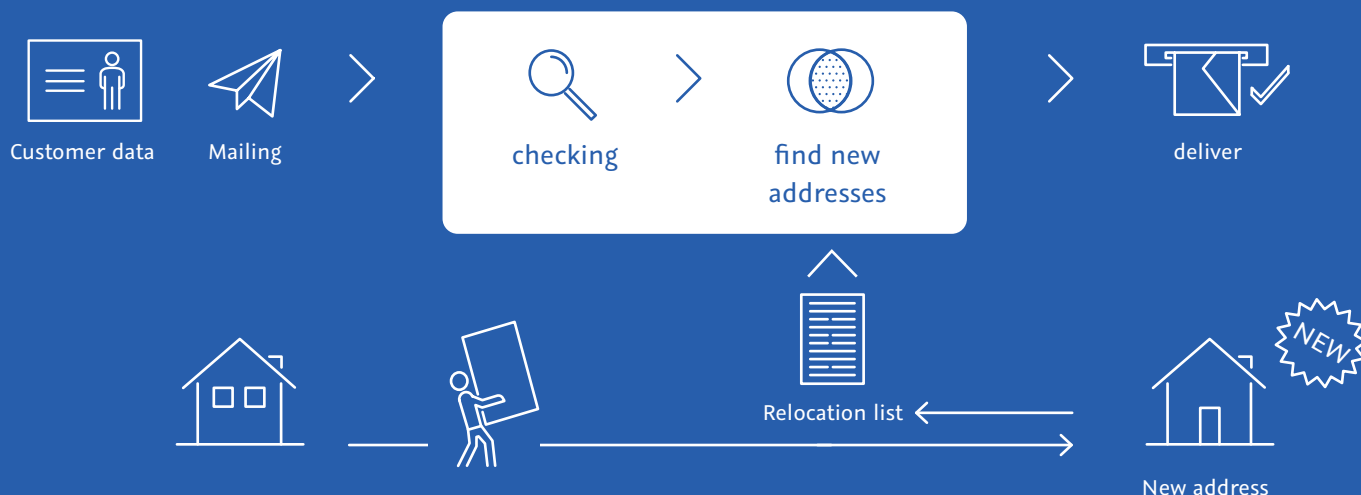 Customer data
Mailing
checking
find new
addresses
deliver
Relocation list
NEW
New address